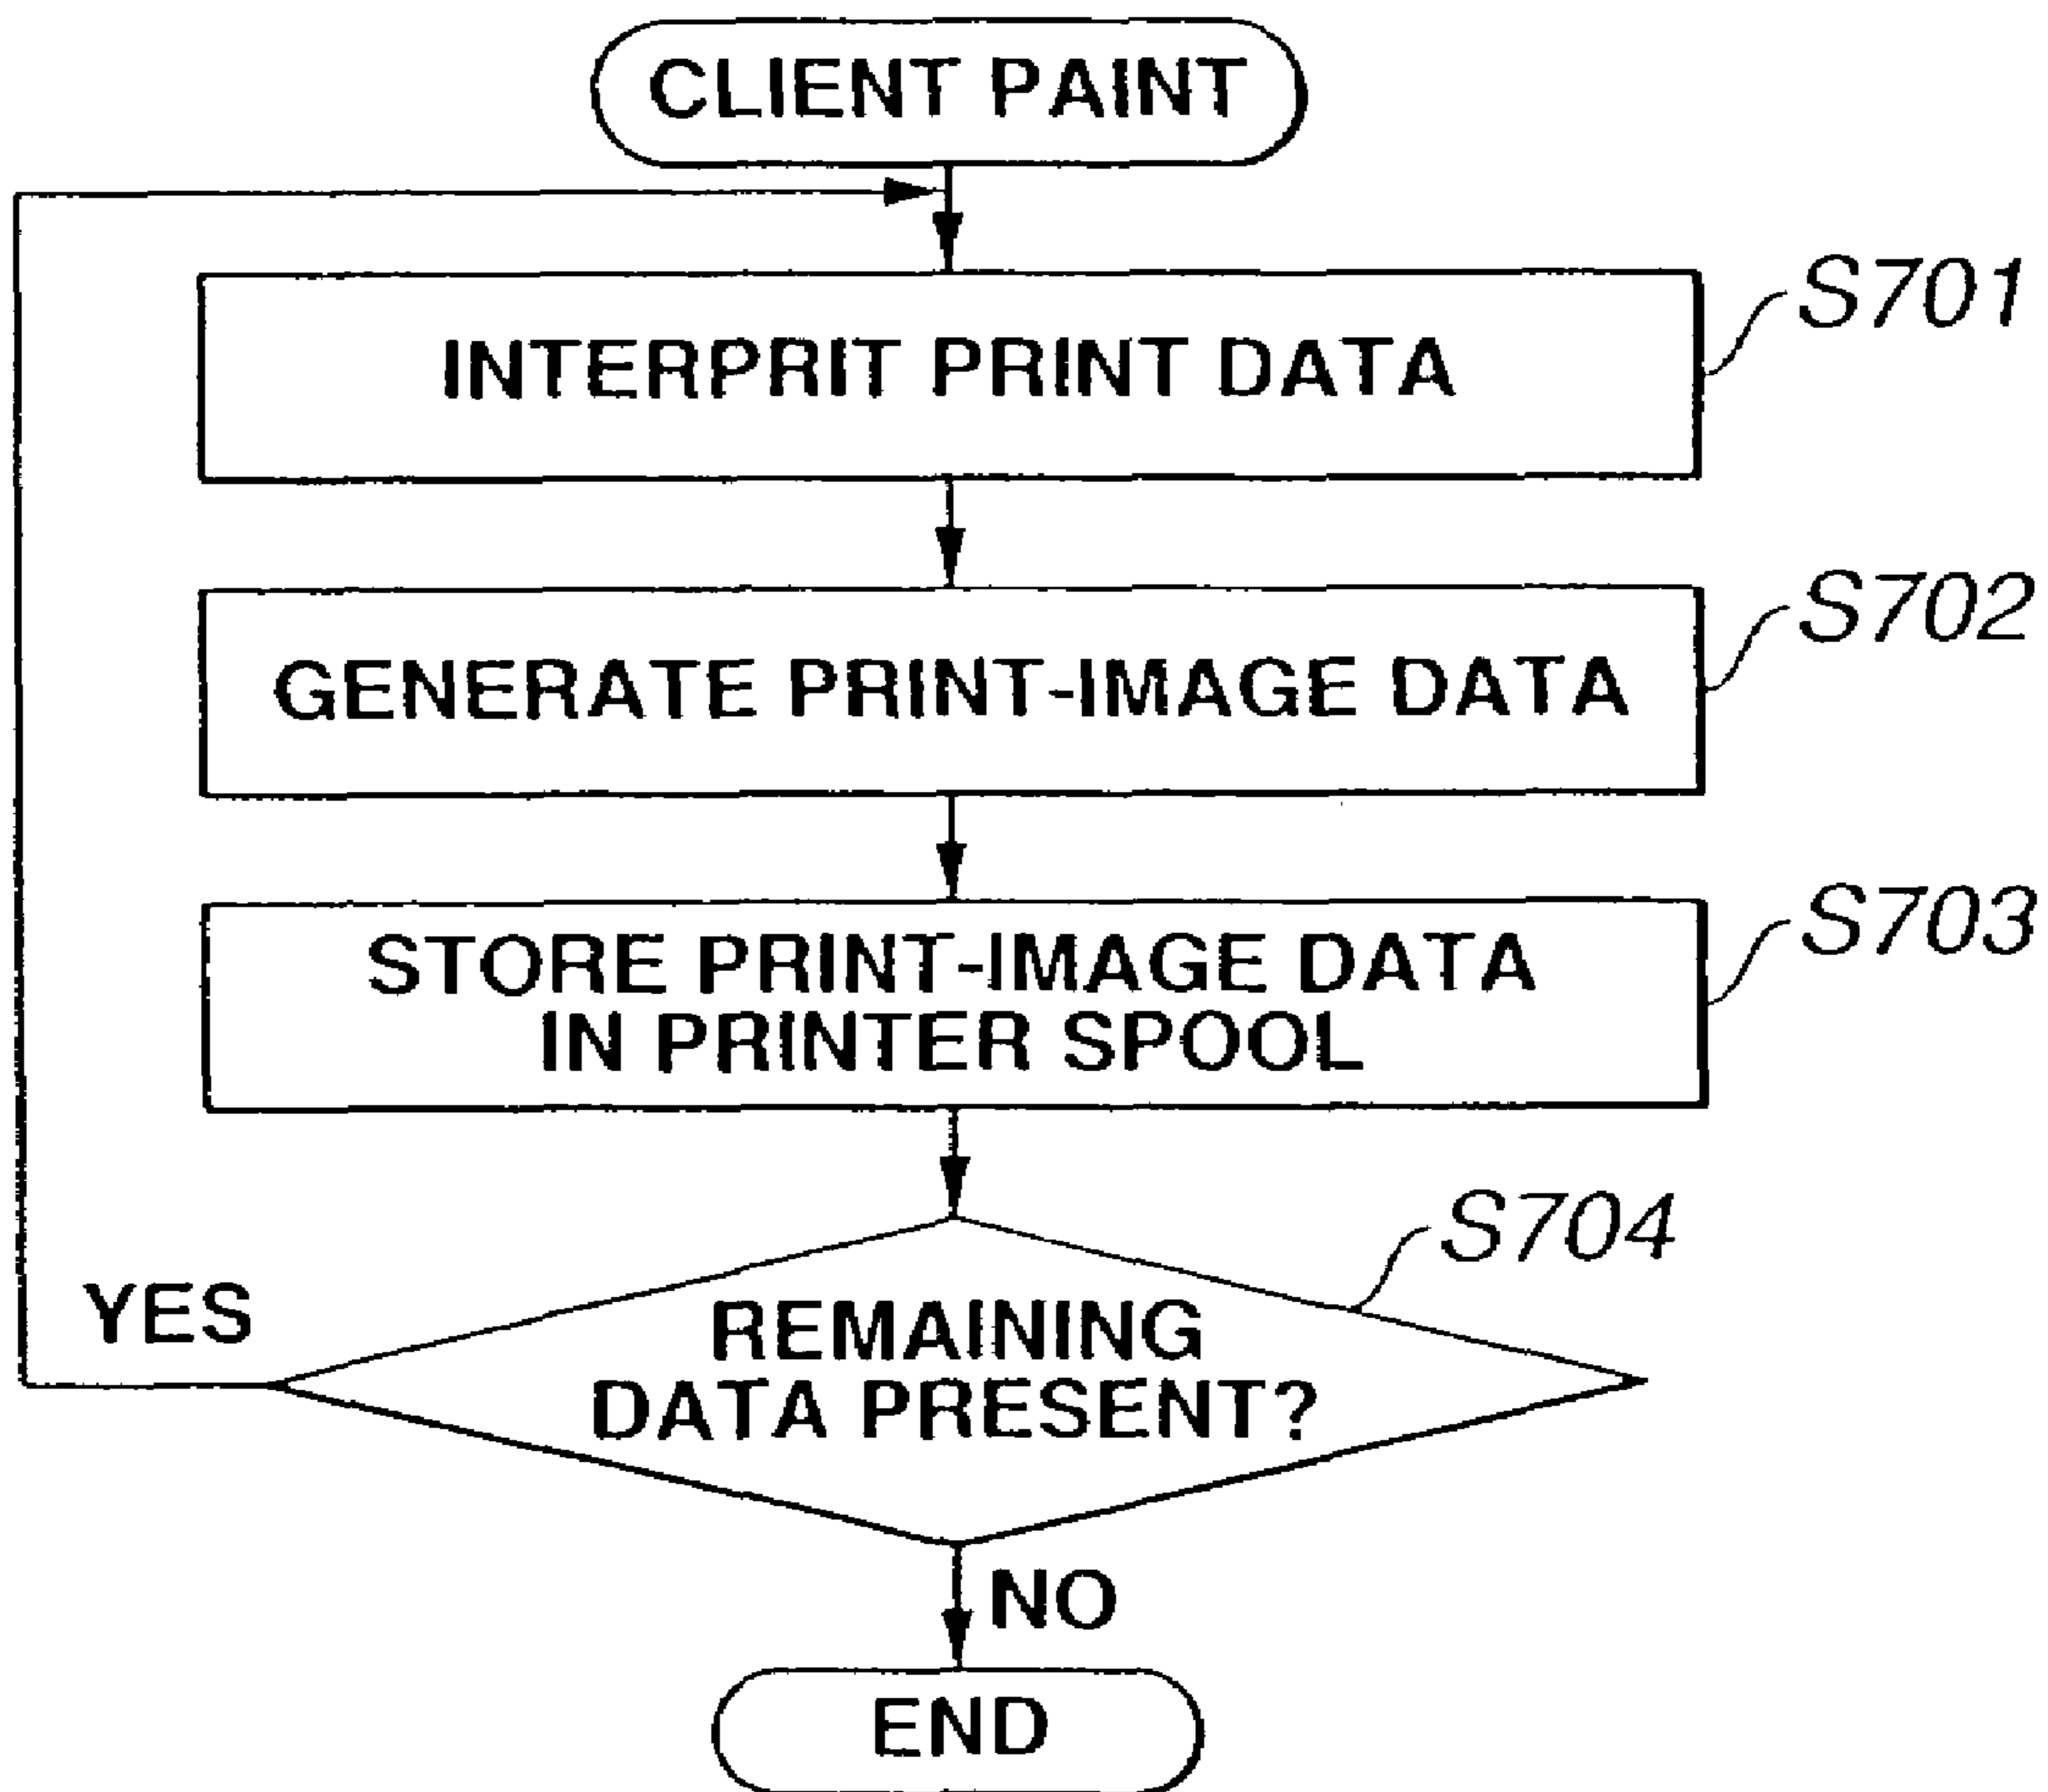 CLIENT PAINT
INTERPRIT PRINT DATA
S701
GENERATE PRINT-IMAGE DATA
S702
STORE PRINT-IMAGE DATA
IN PRINTER SPOOL
S703
S704
REMAINING
DATA PRESENT?
YES
NO
END